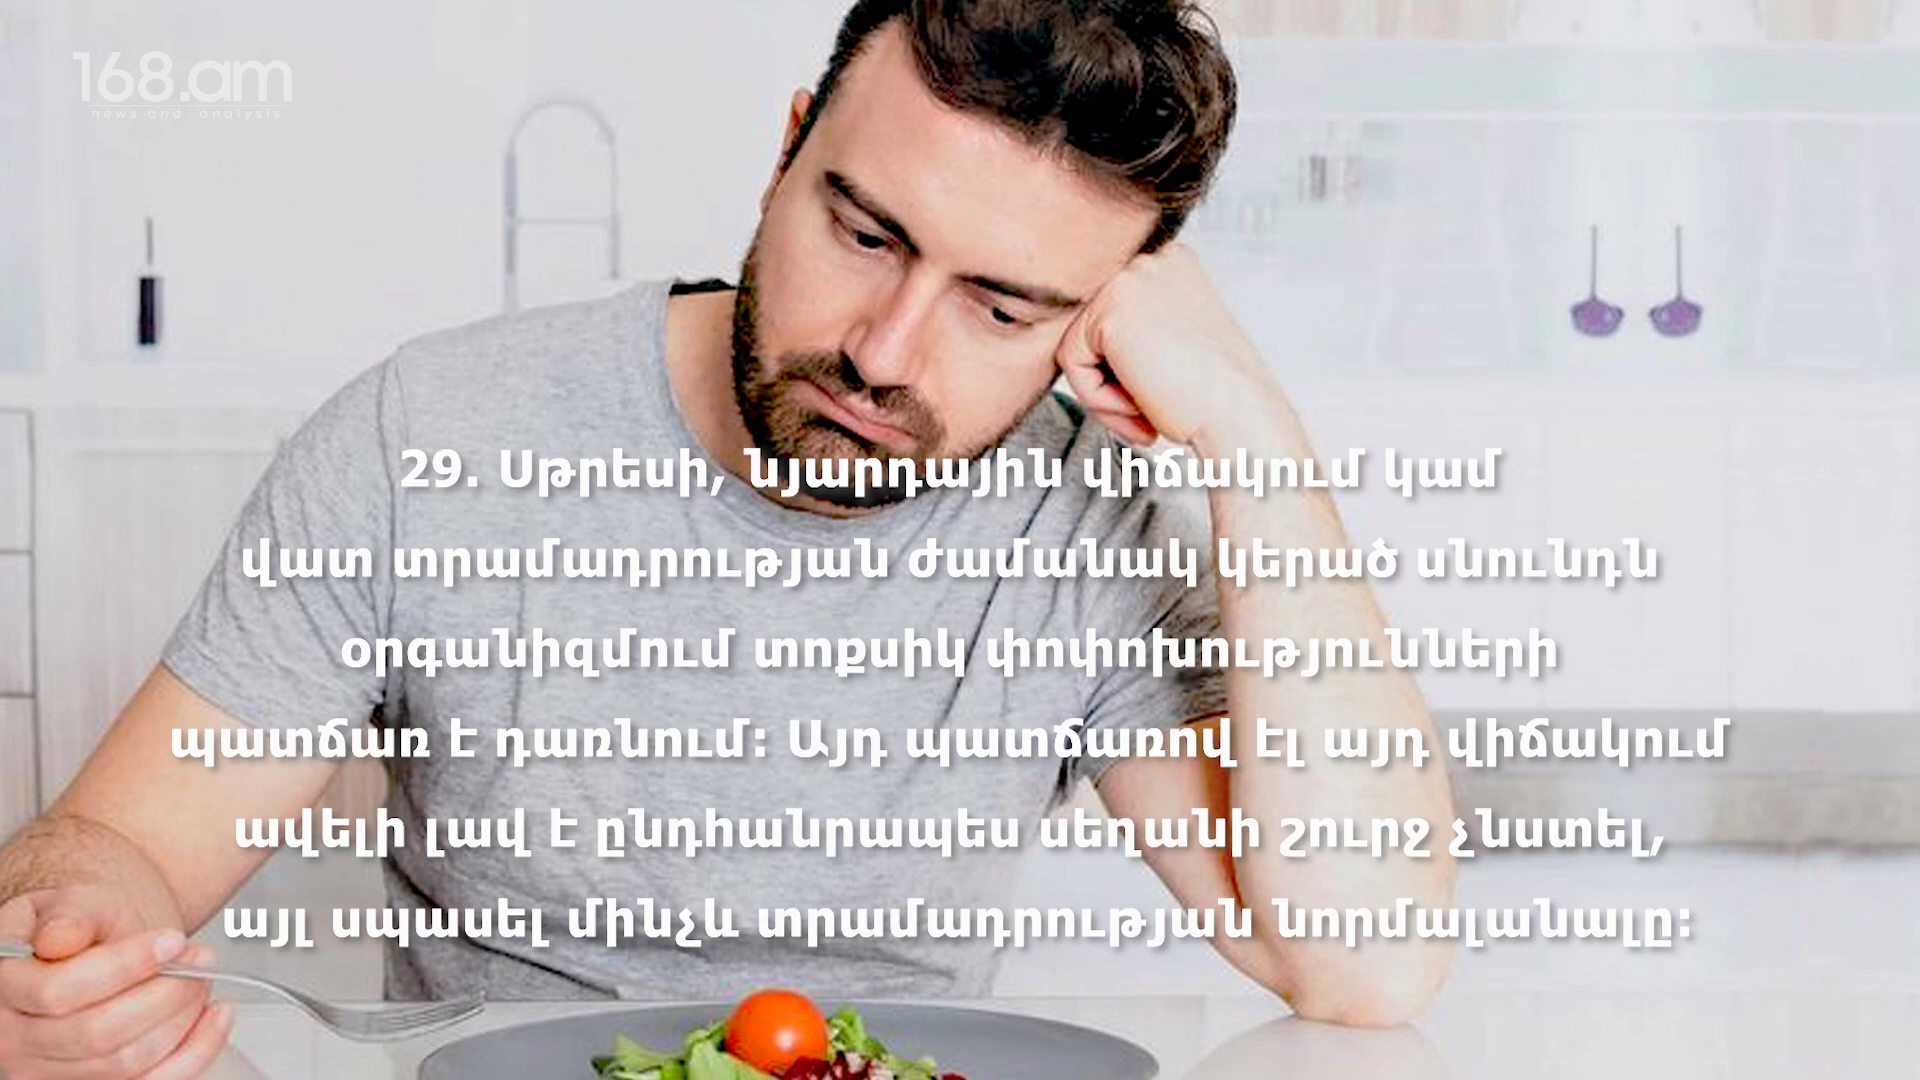 168.am
news and analysis
29. Սթրեսի, նյարդային վիճակում կամ
վատ տրամադրության ժամանակ կերած սնունդն
օրգանիզմում տոքսիկ փոփոխությունների
պատճառ է դառնում: Այդ պատճառով էլ այդ վիճակում
ավելի լավ է ընդհանրապես սեղանի շուրջ չնստել,
այլ սպասել մինչև տրամադրության նորմալանալը: